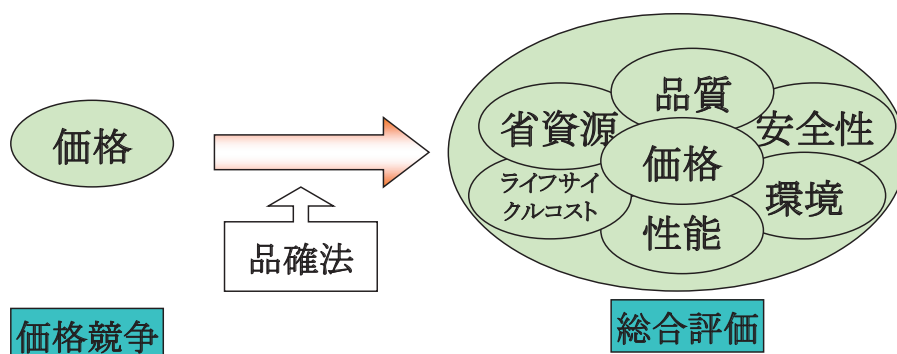 価格
品確法
価格競争
品質
省資源
安全性
価格
ライフサイ
クルコスト
環境
性能
総合評価